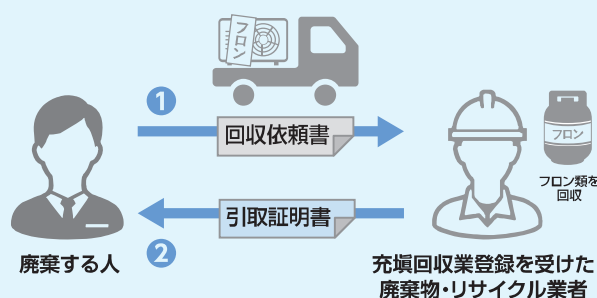 フロン
1
回収依頼書
フロン
フロン類を
回収
引取証明書
2
廃棄する人
充塡回収業登録を受けた
廃棄物・リサイクル業者